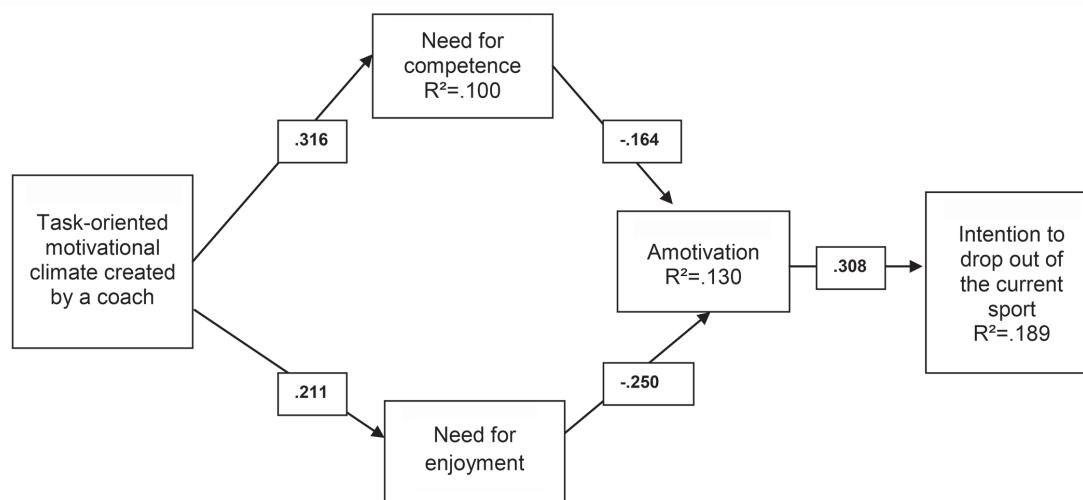 Need for
competence
R²=.100
.316
-.164
Task-oriented
motivational
climate created
by a coach
Amotivation
R²=.130
.308
Intention to
drop out of
the current
sport
R²=.189
.211
-.250
Need for
enjoyment